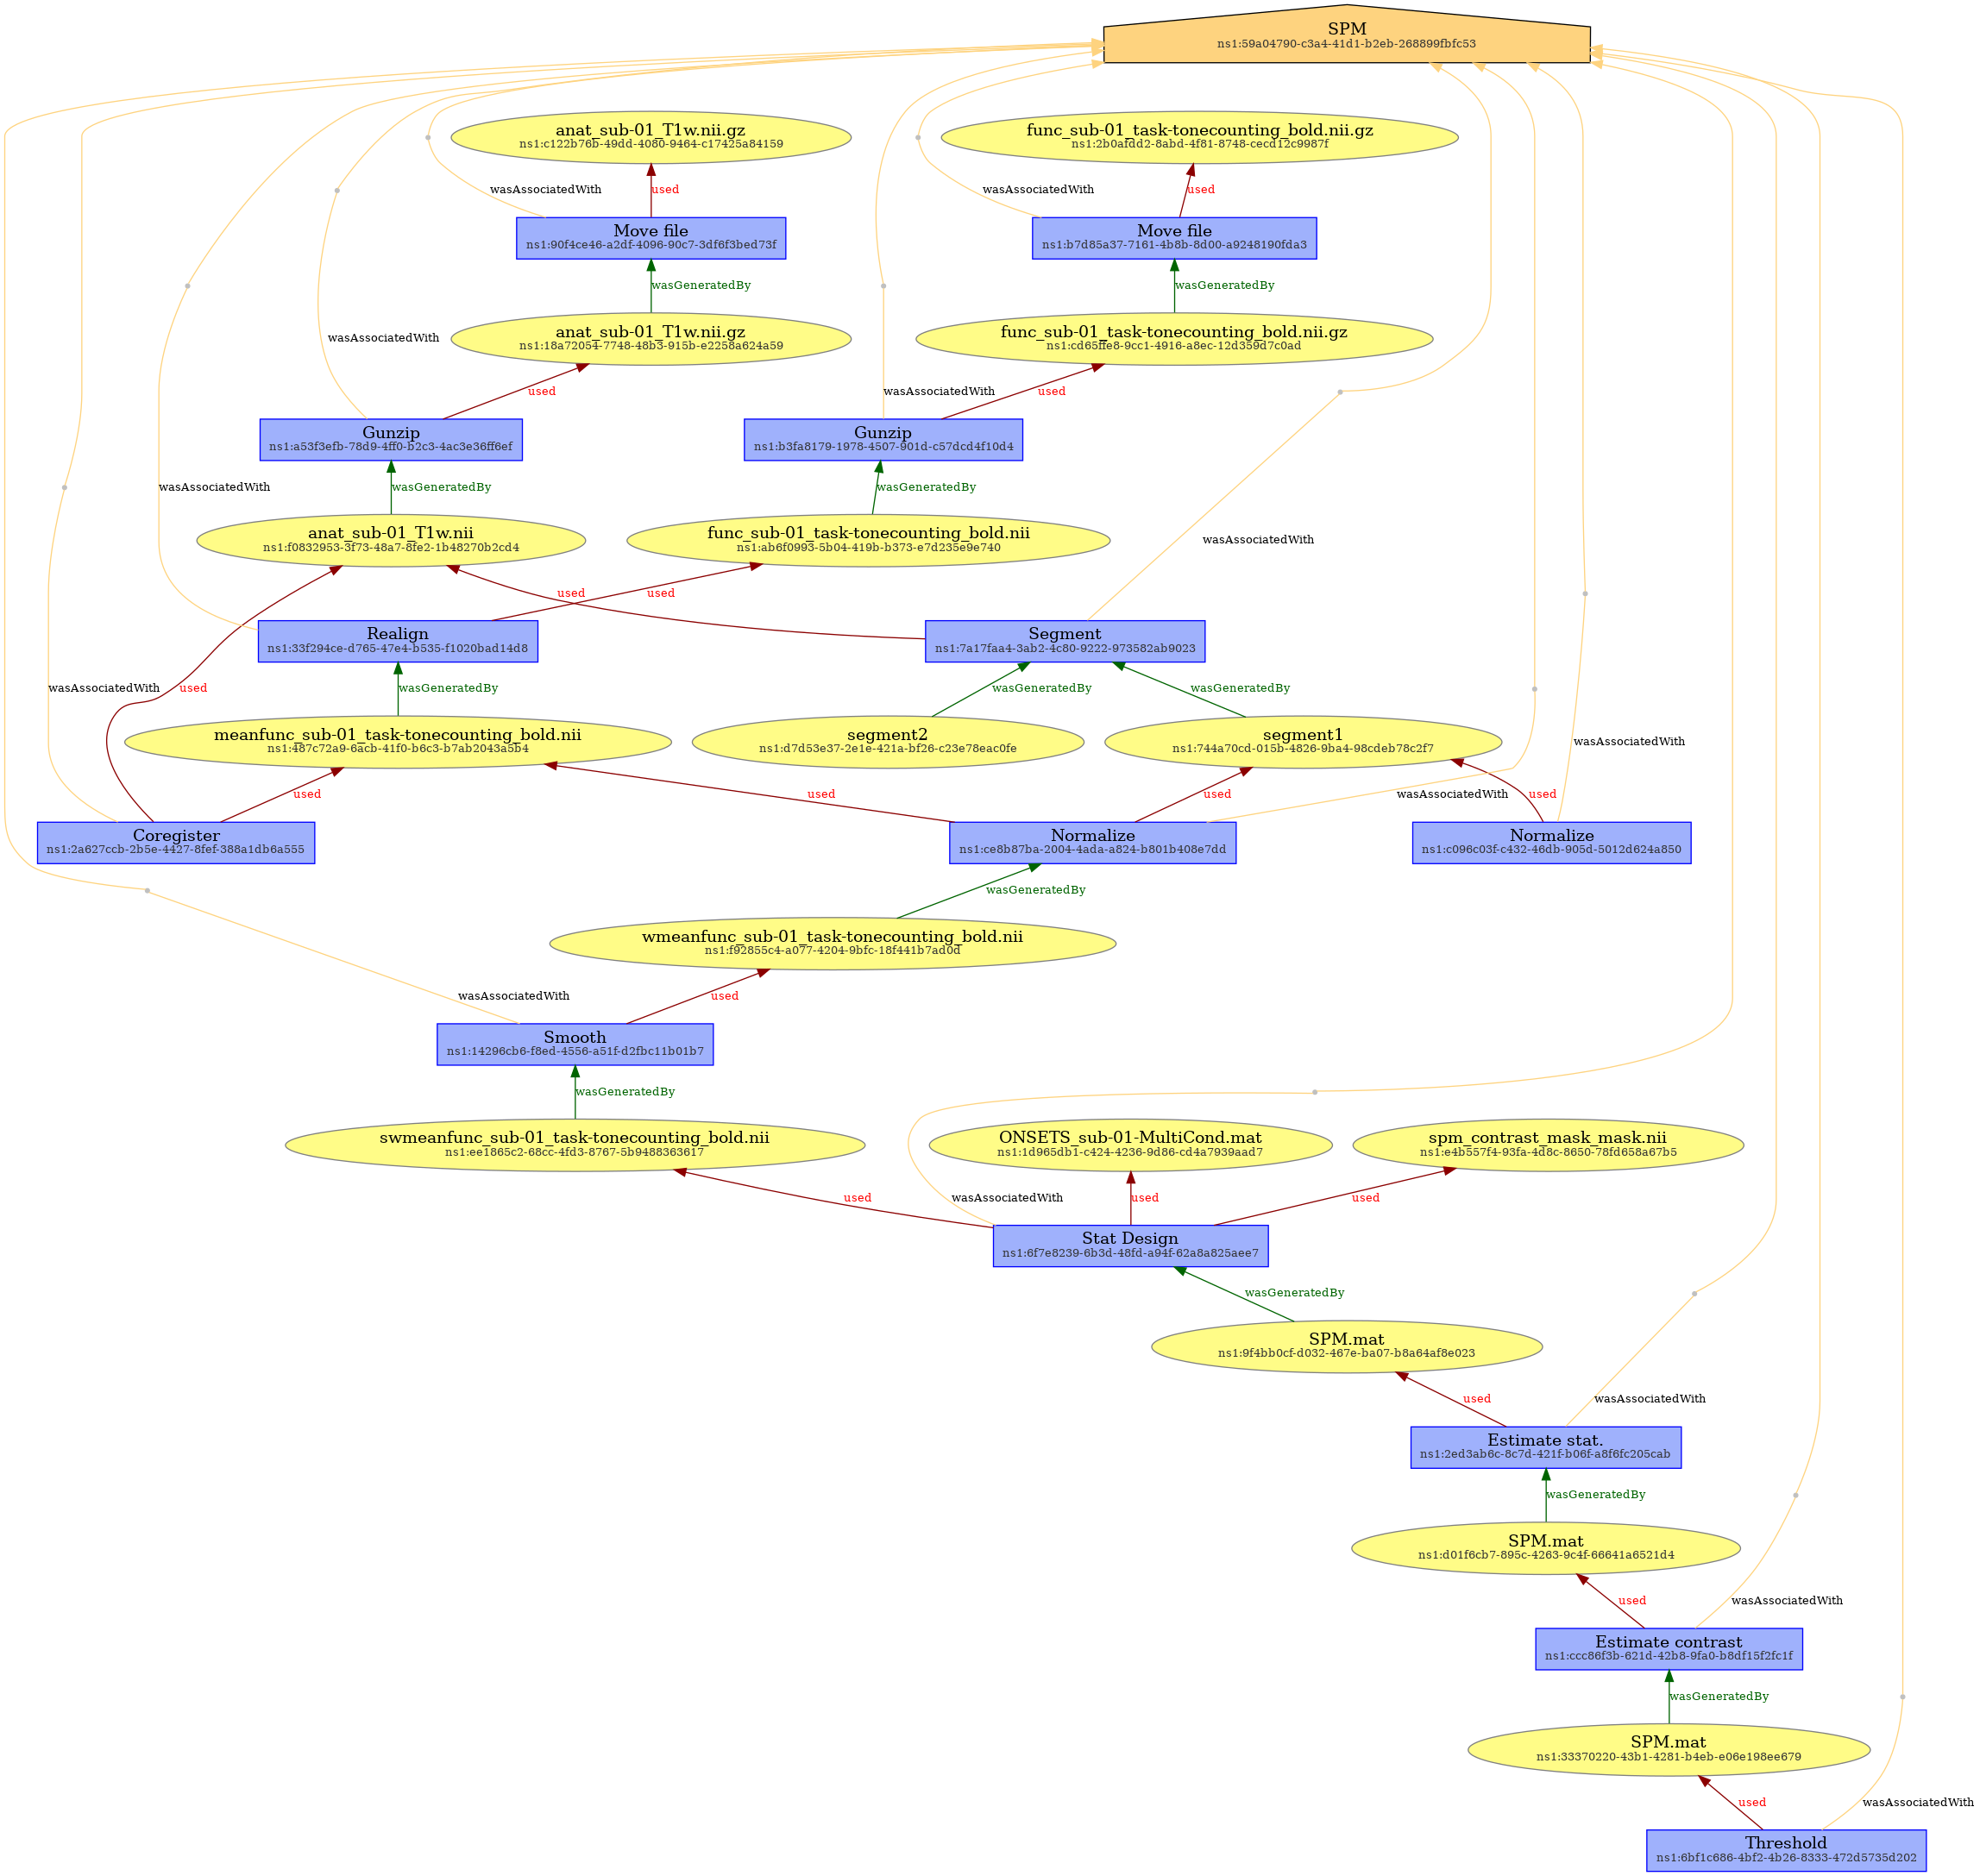 SPM
ns1:59a04790-c3a4-41d1-b2eb-268899fbfc53
anat_sub-01_T1w.nii.gz
ns1:c122b76b-49dd-4080-9464-c17425a84159
func_sub-01_task-tonecounting_bold.nii.gz
ns1:2b0afdd2-8abd-4f81-8748-cecd12c9987f
wasAssociatedWith
used
wasAssociatedWith
used
Move file
ns1:90f4ce46-a2df-4096-90c7-3df6f3bed73f
Move file
ns1:b7d85a37-7161-4b8b-8d00-a9248190fda3
wasGeneratedBy
wasGeneratedBy
wasAssociatedWith
anat_sub-01_T1w.nii.gz
ns1:18a72054-7748-48b3-915b-e2258a624a59
func_sub-01_task-tonecounting_bold.nii.gz
ns1:cd65ffe8-9cc1-4916-a8ec-12d359d7c0ad
used
wasAssociatedWith
used
Gunzip
ns1:a53f3efb-78d9-4ff0-b2c3-4ac3e36ff6ef
Gunzip
ns1:b3fa8179-1978-4507-901d-c57dcd4f10d4
wasAssociatedWith
wasGeneratedBy
wasGeneratedBy
anat_sub-01_T1w.nii
ns1:f0832953-3f73-48a7-8fe2-1b48270b2cd4
func_sub-01_task-tonecounting_bold.nii
ns1:ab6f0993-5b04-419b-b373-e7d235e9e740
wasAssociatedWith
used
used
Realign
ns1:33f294ce-d765-47e4-b535-f1020bad14d8
Segment
ns1:7a17faa4-3ab2-4c80-9222-973582ab9023
wasAssociatedWith
used
wasGeneratedBy
wasGeneratedBy
wasGeneratedBy
meanfunc_sub-01_task-tonecounting_bold.nii
ns1:487c72a9-6acb-41f0-b6c3-b7ab2043a5b4
segment2
ns1:d7d53e37-2e1e-421a-bf26-c23e78eac0fe
segment1
ns1:744a70cd-015b-4826-9ba4-98cdeb78c2f7
wasAssociatedWith
used
used
used
wasAssociatedWith
used
Coregister
ns1:2a627ccb-2b5e-4427-8fef-388a1db6a555
Normalize
ns1:ce8b87ba-2004-4ada-a824-b801b408e7dd
Normalize
ns1:c096c03f-c432-46db-905d-5012d624a850
wasGeneratedBy
wmeanfunc_sub-01_task-tonecounting_bold.nii
ns1:f92855c4-a077-4204-9bfc-18f441b7ad0d
wasAssociatedWith
used
Smooth
ns1:14296cb6-f8ed-4556-a51f-d2fbc11b01b7
wasGeneratedBy
swmeanfunc_sub-01_task-tonecounting_bold.nii
ns1:ee1865c2-68cc-4fd3-8767-5b9488363617
ONSETS_sub-01-MultiCond.mat
ns1:1d965db1-c424-4236-9d86-cd4a7939aad7
spm_contrast_mask_mask.nii
ns1:e4b557f4-93fa-4d8c-8650-78fd658a67b5
used
wasAssociatedWith
used
used
Stat Design
ns1:6f7e8239-6b3d-48fd-a94f-62a8a825aee7
wasGeneratedBy
SPM.mat
ns1:9f4bb0cf-d032-467e-ba07-b8a64af8e023
used
wasAssociatedWith
Estimate stat.
ns1:2ed3ab6c-8c7d-421f-b06f-a8f6fc205cab
wasGeneratedBy
SPM.mat
ns1:d01f6cb7-895c-4263-9c4f-66641a6521d4
used
wasAssociatedWith
Estimate contrast
ns1:ccc86f3b-621d-42b8-9fa0-b8df15f2fc1f
wasGeneratedBy
SPM.mat
ns1:33370220-43b1-4281-b4eb-e06e198ee679
used
wasAssociatedWith
Threshold
ns1:6bf1c686-4bf2-4b26-8333-472d5735d202